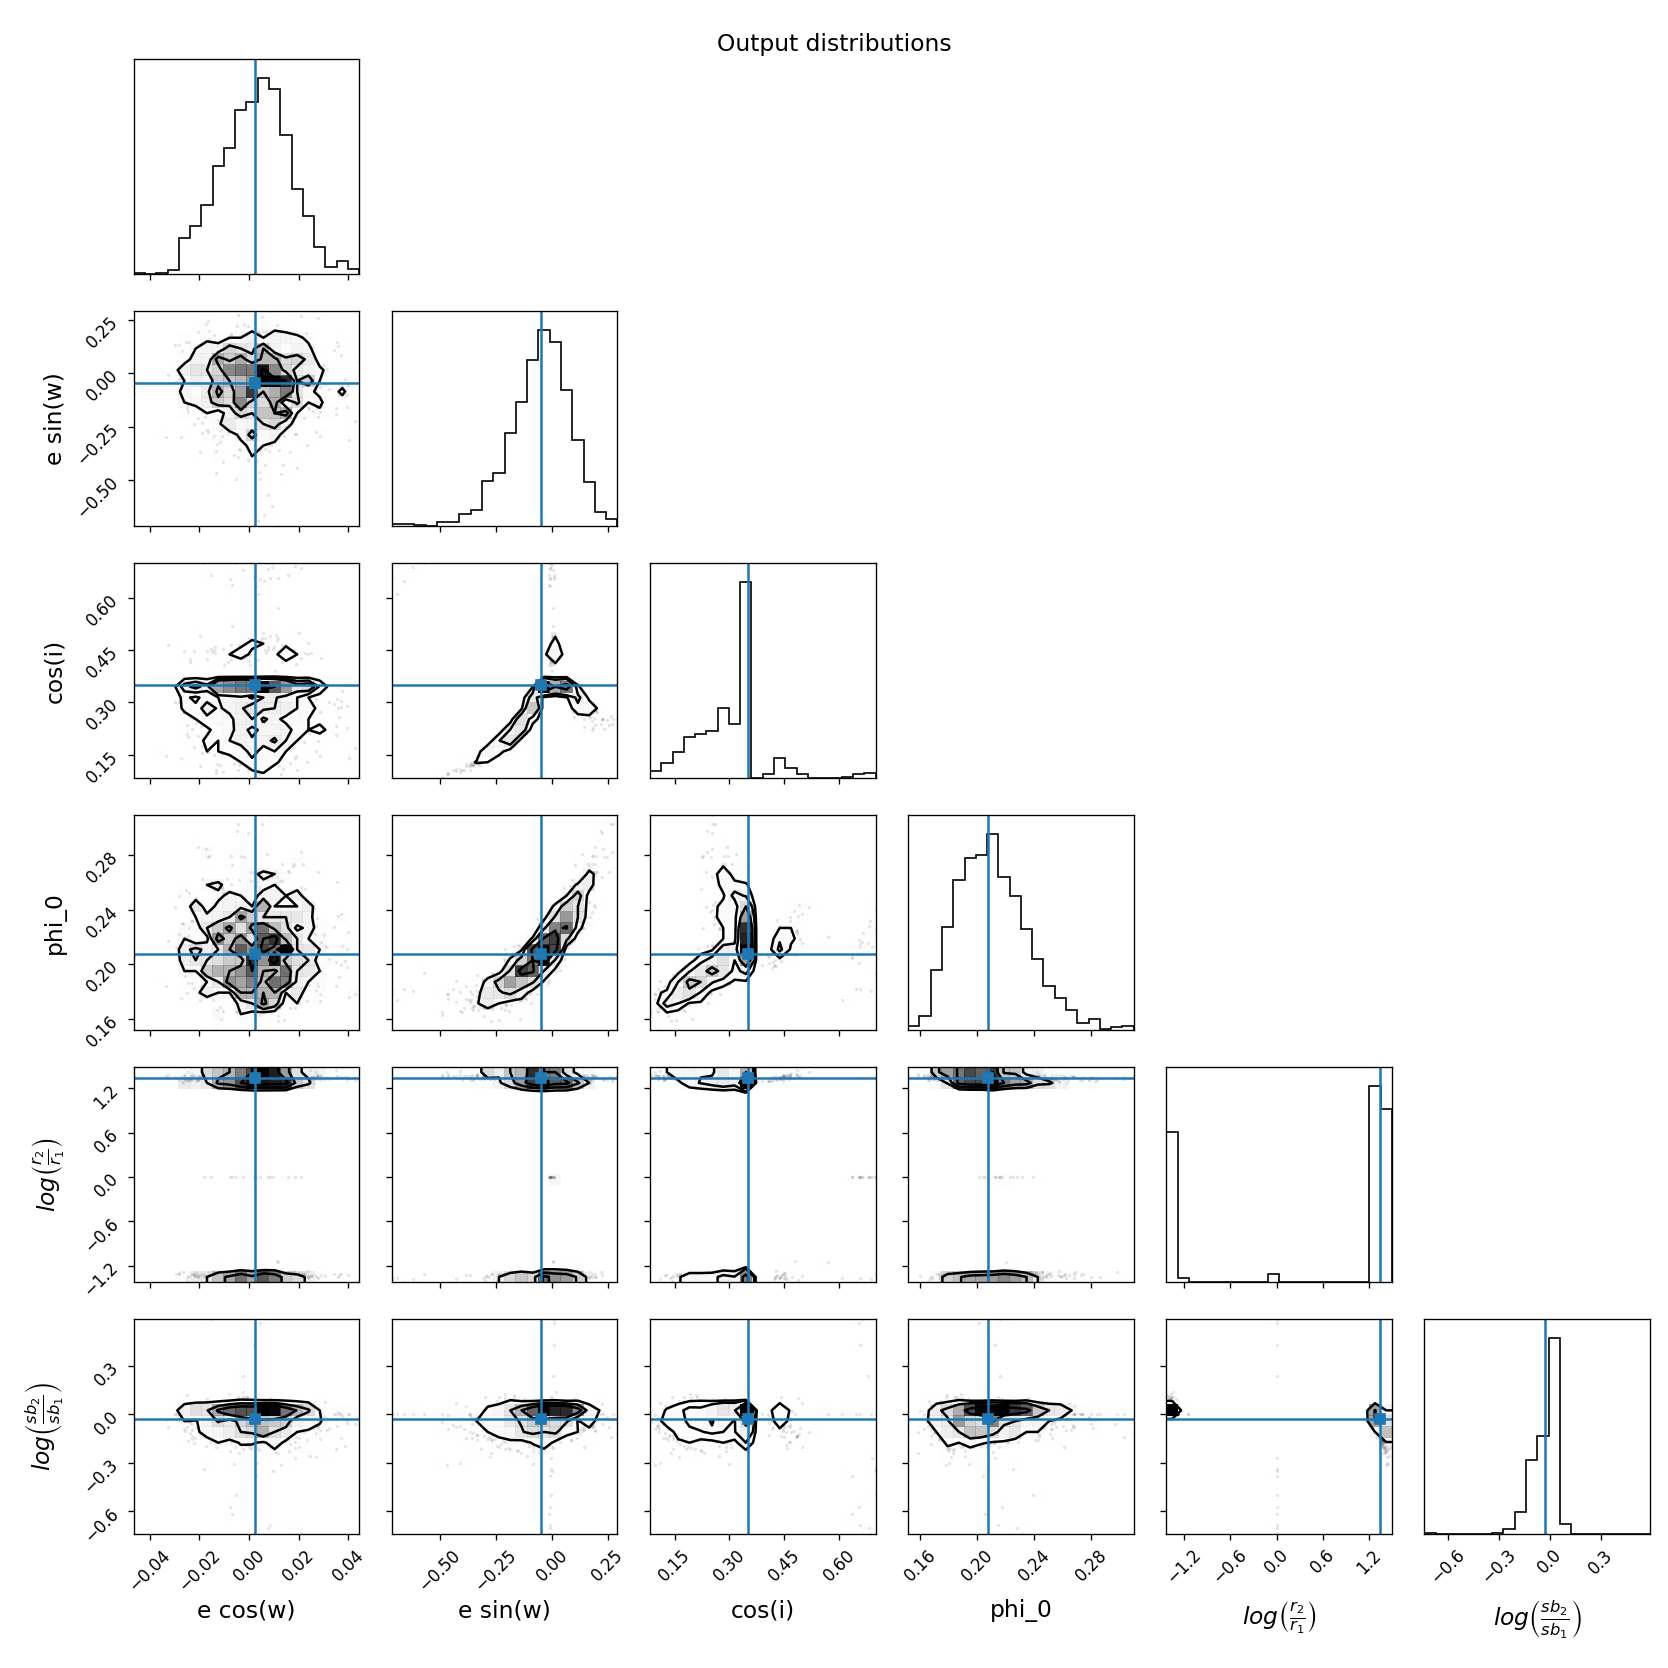 Output distributions
e sin(w)
0.25
0.00
−0.25
−0.50
cos(i)
0.60
0.45
0.30
0.15
phi_0
0.28
0.24
0.20
0.16
log(r₂/r₁)
1.2
0.6
0.0
−0.6
−1.2
log(sb₂/sb₁)
0.3
0.0
−0.3
−0.6
−0.04 −0.02 0.00 0.02 0.04 −0.50 −0.25 0.00 0.25 0.15 0.30 0.45 0.60 0.16 0.20 0.24 0.28 −1.2 −0.6 0.0 0.6 1.2 −0.6 −0.3 0.0 0.3
e cos(w) e sin(w) cos(i) phi_0 log(r₂/r₁) log(sb₂/sb₁)